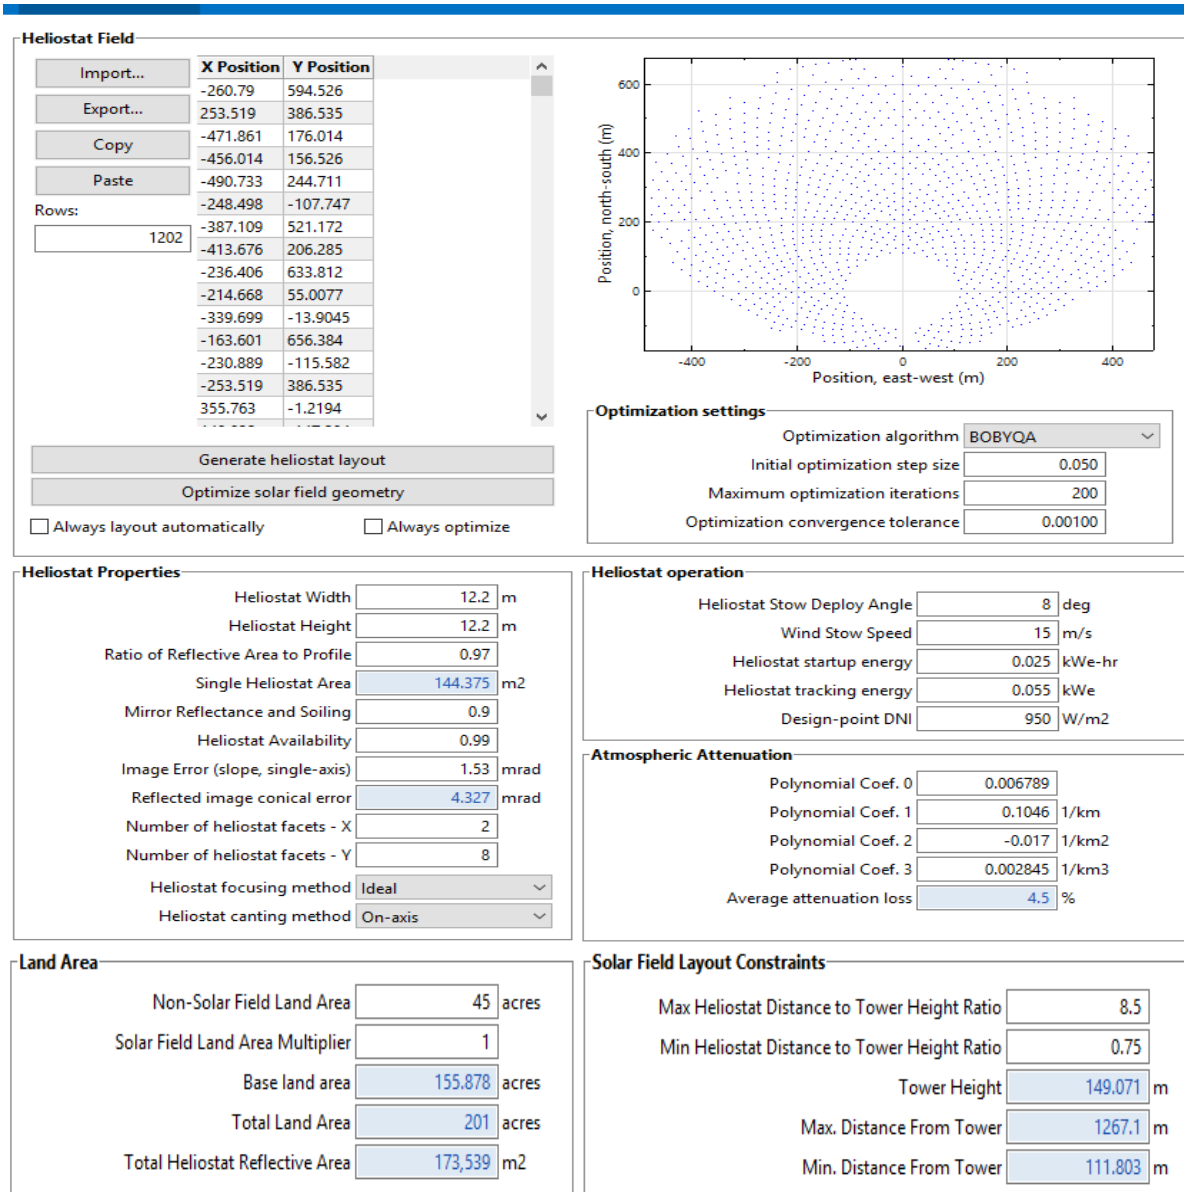 Heliostat Field
Import...
Export...
Copy
Paste
Rows:
1202
X Position Y Position
-260.79 594.526
253.519 386.535
-471.861 176.014
-456.014 156.526
-490.733 244.711
-248.498 -107.747
-387.109 521.172
-413.676 206.285
-236.406 633.812
-214.668 55.0077
-339.699 -13.9045
-163.601 656.384
-230.889 -115.582
-253.519 386.535
355.763 -1.2194
Generate heliostat layout
Optimize solar field geometry
Always layout automatically Always optimize
Position, north-south (m)
600
400
200
0
-400 -200 0 200 400
Position, east-west (m)
Optimization settings
Optimization algorithm BOBYQA
Initial optimization step size 0.050
Maximum optimization iterations 200
Optimization convergence tolerance 0.00100
Heliostat Properties
Heliostat Width 12.2 m
Heliostat Height 12.2 m
Ratio of Reflective Area to Profile 0.97
Single Heliostat Area 144.375 m2
Mirror Reflectance and Soiling 0.9
Heliostat Availability 0.99
Image Error (slope, single-axis) 1.53 mrad
Reflected image conical error 4.327 mrad
Number of heliostat facets - X 2
Number of heliostat facets - Y 8
Heliostat focusing method Ideal
Heliostat canting method On-axis
Heliostat operation
Heliostat Stow Deploy Angle 8 deg
Wind Stow Speed 15 m/s
Heliostat startup energy 0.025 kWe-hr
Heliostat tracking energy 0.055 kWe
Design-point DNI 950 W/m2
Atmospheric Attenuation
Polynomial Coef. 0 0.006789
Polynomial Coef. 1 0.1046 1/km
Polynomial Coef. 2 -0.017 1/km2
Polynomial Coef. 3 0.002845 1/km3
Average attenuation loss 4.5 %
Land Area
Non-Solar Field Land Area 45 acres
Solar Field Land Area Multiplier 1
Base land area 155.878 acres
Total Land Area 201 acres
Total Heliostat Reflective Area 173,539 m2
Solar Field Layout Constraints
Max Heliostat Distance to Tower Height Ratio 8.5
Min Heliostat Distance to Tower Height Ratio 0.75
Tower Height 149.071 m
Max. Distance From Tower 1267.1 m
Min. Distance From Tower 111.803 m